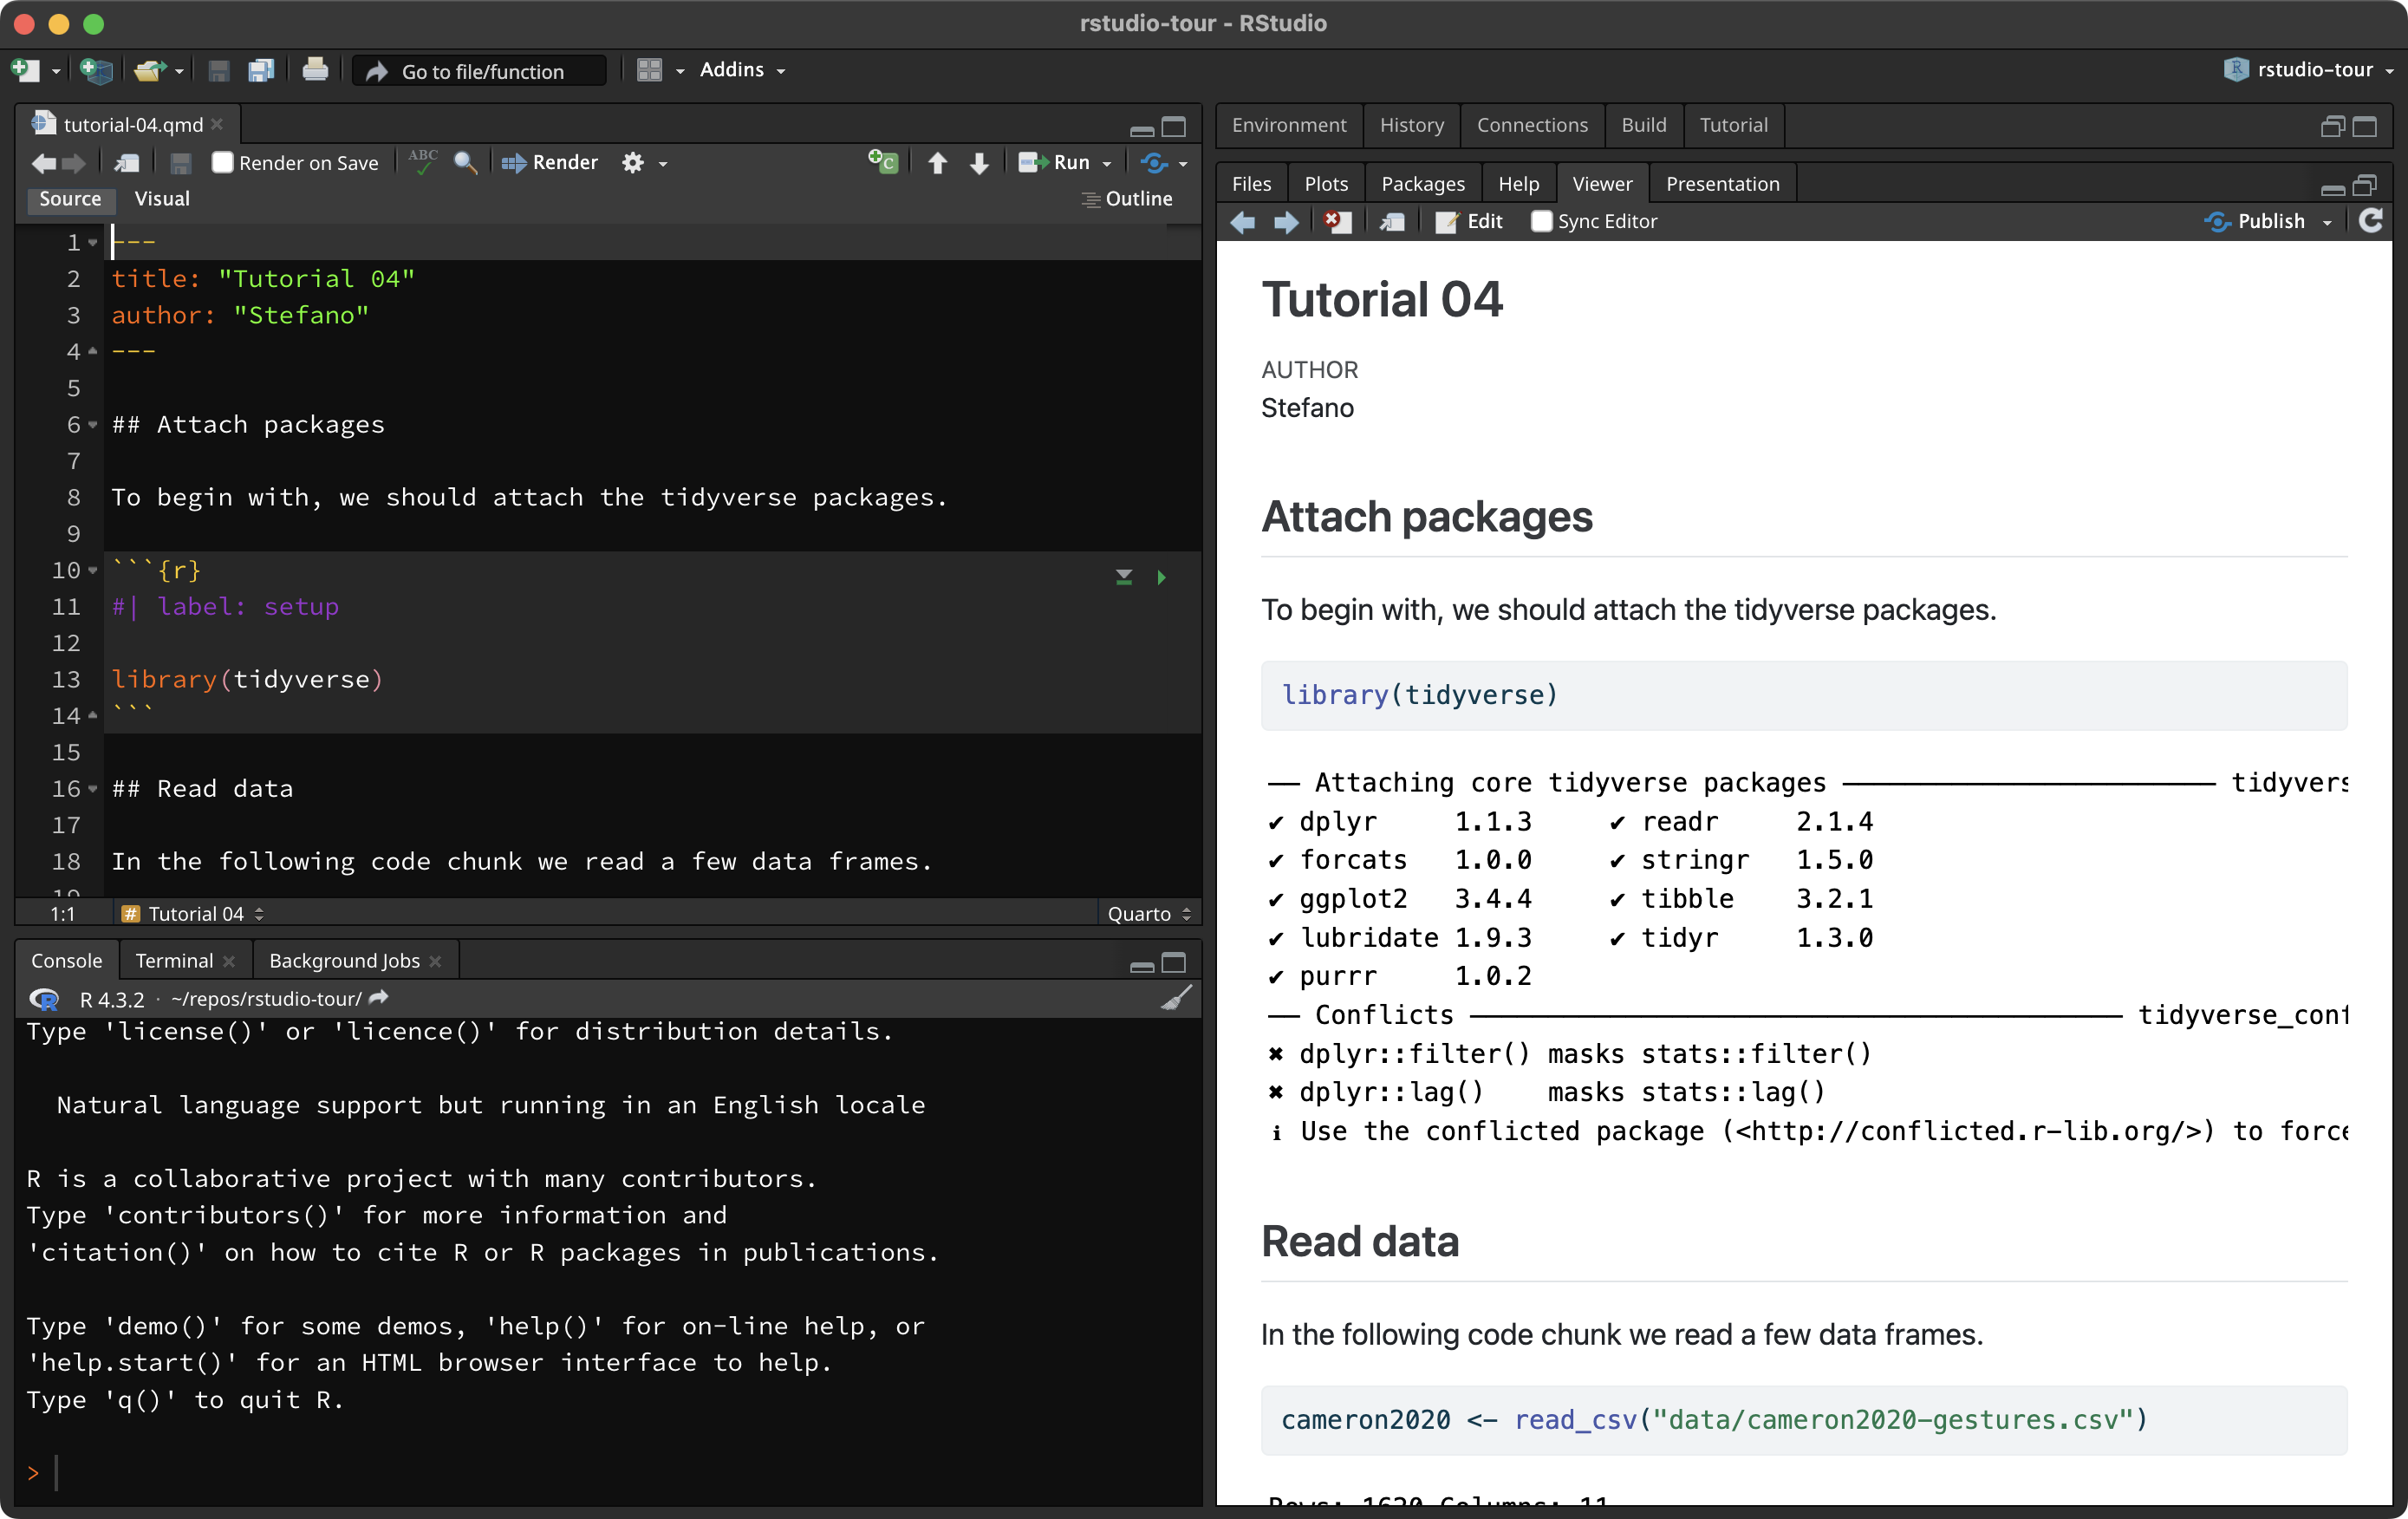 rstudio-tour - RStudio
Go to file/function
Addins
rstudio-tour
tutorial-04.qmd
Render on Save
ABC
Render
C
Run
Source
Visual
Outline
1 ---
2 title: "Tutorial 04"
3 author: "Stefano"
4 ---
5
6 ## Attach packages
7
8 To begin with, we should attach the tidyverse packages.
9
10 ```{r}
11 #| label: setup
12
13 library(tidyverse)
14 ```
15
16 ## Read data
17
18 In the following code chunk we read a few data frames.
19
1:1
# Tutorial 04
Quarto
Console
Terminal
Background Jobs
R 4.3.2 · ~/repos/rstudio-tour/
Type 'license()' or 'licence()' for distribution details.
Natural language support but running in an English locale
R is a collaborative project with many contributors.
Type 'contributors()' for more information and
'citation()' on how to cite R or R packages in publications.
Type 'demo()' for some demos, 'help()' for on-line help, or
'help.start()' for an HTML browser interface to help.
Type 'q()' to quit R.
>
Environment
History
Connections
Build
Tutorial
Files
Plots
Packages
Help
Viewer
Presentation
Edit
Sync Editor
Publish
Tutorial 04
AUTHOR
Stefano
Attach packages
To begin with, we should attach the tidyverse packages.
library(tidyverse)
── Attaching core tidyverse packages ──────────────────────── tidyvers
✔ dplyr     1.1.3     ✔ readr     2.1.4
✔ forcats   1.0.0     ✔ stringr   1.5.0
✔ ggplot2   3.4.4     ✔ tibble    3.2.1
✔ lubridate 1.9.3     ✔ tidyr     1.3.0
✔ purrr     1.0.2
── Conflicts ────────────────────────────────────────── tidyverse_conf
✖ dplyr::filter() masks stats::filter()
✖ dplyr::lag()    masks stats::lag()
ℹ Use the conflicted package (<http://conflicted.r-lib.org/>) to force
Read data
In the following code chunk we read a few data frames.
cameron2020 <- read_csv("data/cameron2020-gestures.csv")
Rows: 1620 Columns: 11